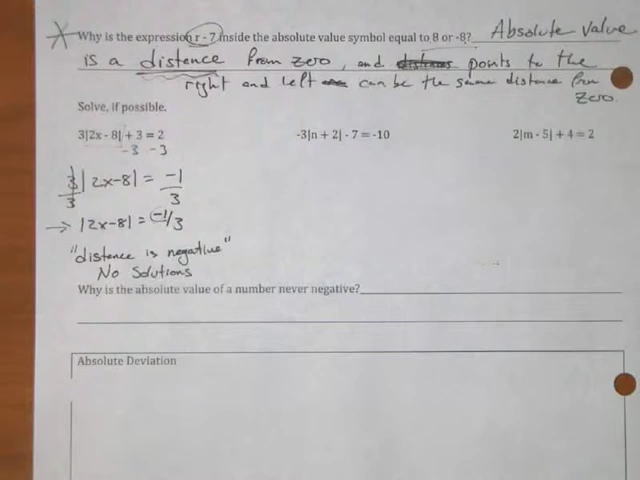 Why is the expression r - 7 inside the absolute value symbol equal to 8 or -8? Absolute value
is a distance from zero, and points to the
right and left can be the same distance from
zero.
Solve, if possible.
3|2x - 8| + 3 = 2 -3|n + 2| - 7 = -10 2|m - 5| + 4 = 2
-3 -3
3|2x-8| = -1
3 3
→ |2x-8| = -1/3
"distance is negative"
No Solutions
Why is the absolute value of a number never negative?
Absolute Deviation